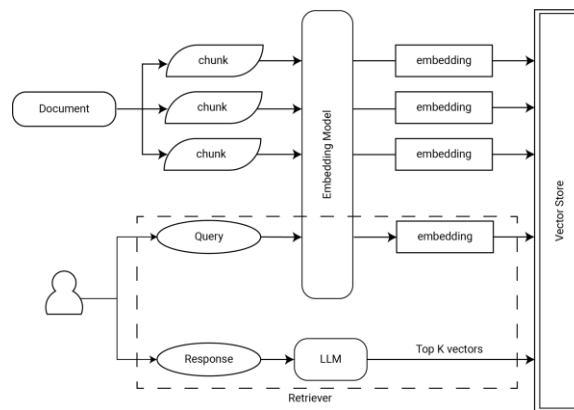 chunk
embedding
Document
chunk
embedding
chunk
embedding
Embedding Model
Vector Store
Query
embedding
Response
LLM
Top K vectors
Retriever